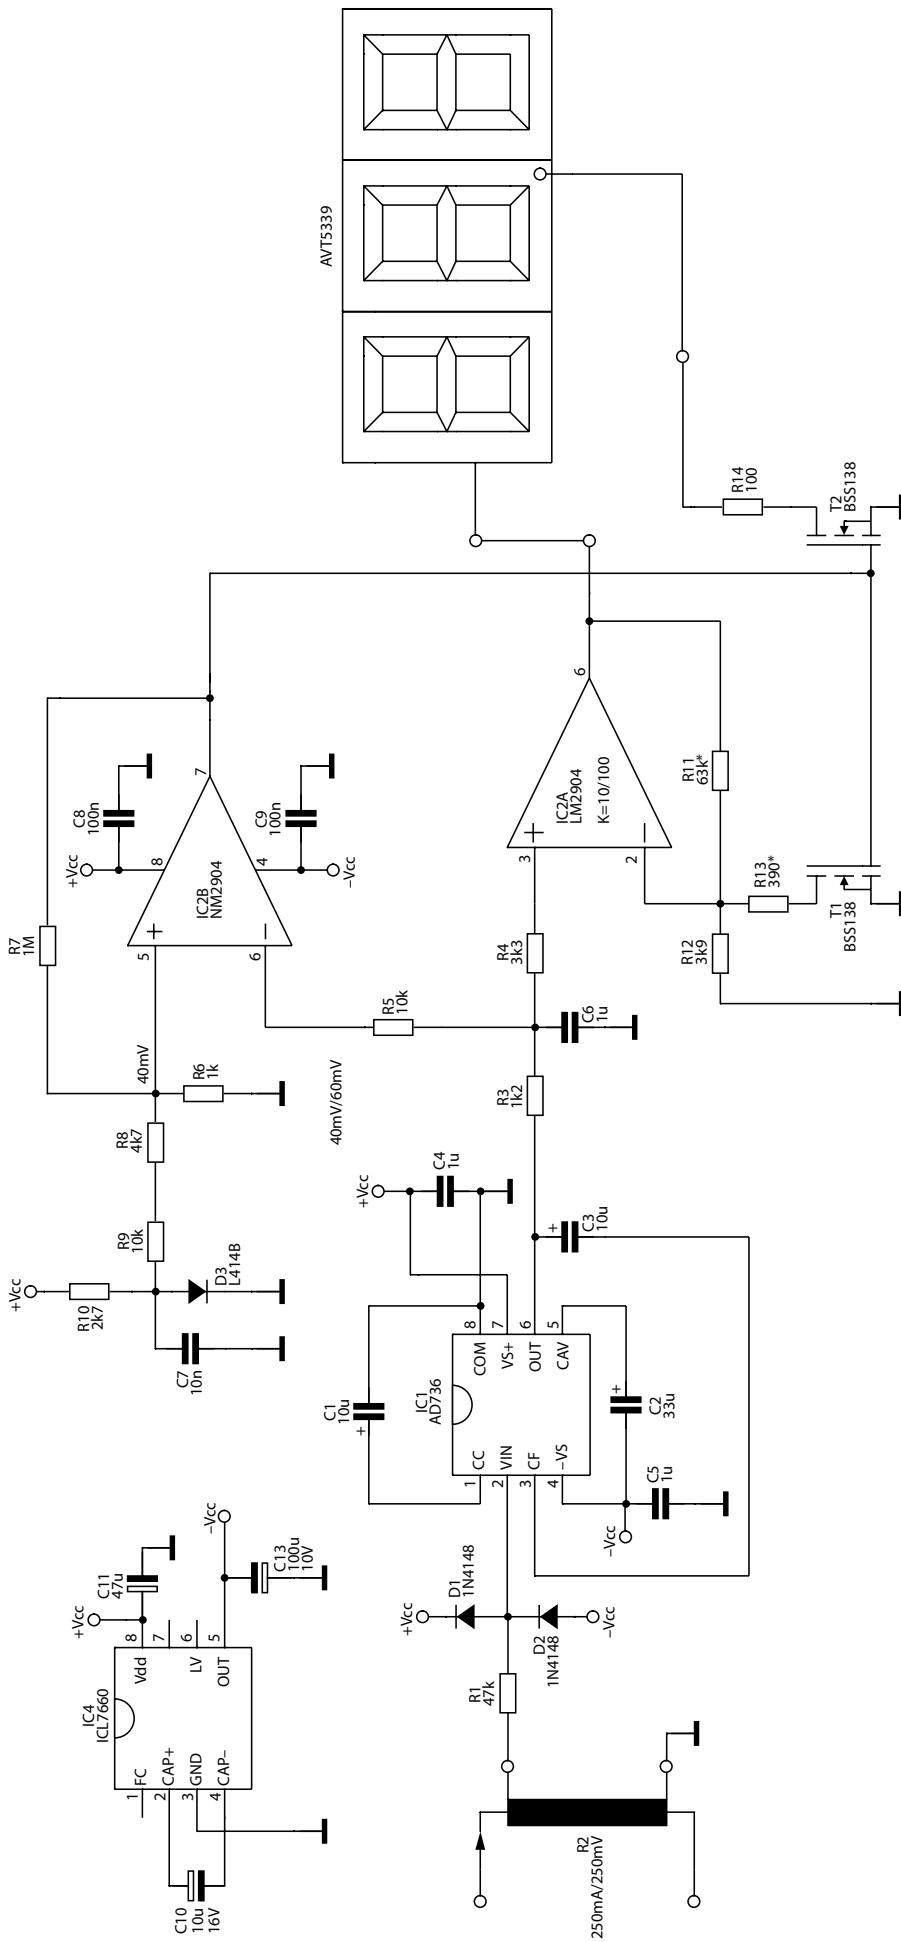 AVT5339
R14
100
T2
BSS138
R7
1M
C8
100n
+Vcc
8
5
+
IC2B
NM2904
7
6
−
4
C9
100n
−Vcc
IC2A
LM2904
K=10/100
3
+
2
−
6
R11
63k*
R13
390*
T1
BSS138
R12
3k9
R4
3k3
C6
1u
R5
10k
R3
1k2
40mV/60mV
40mV
R6
1k
R8
4k7
R9
10k
+Vcc
R10
2k7
D3
L414B
C7
10n
+Vcc
C4
1u
C3
10u
+
C1
10u
+
IC1
AD736
1
CC
2
VIN
3
CF
4
−VS
8
COM
7
VS+
6
OUT
5
CAV
C2
33u
+
C5
1u
−Vcc
+Vcc
D1
1N4148
D2
1N4148
−Vcc
R1
47k
R2
250mA/250mV
IC4
ICL7660
1
FC
2
CAP+
3
GND
4
CAP−
8
Vdd
7
6
LV
5
OUT
+Vcc
C11
47u
−Vcc
C13
100u
10V
C10
10u
16V